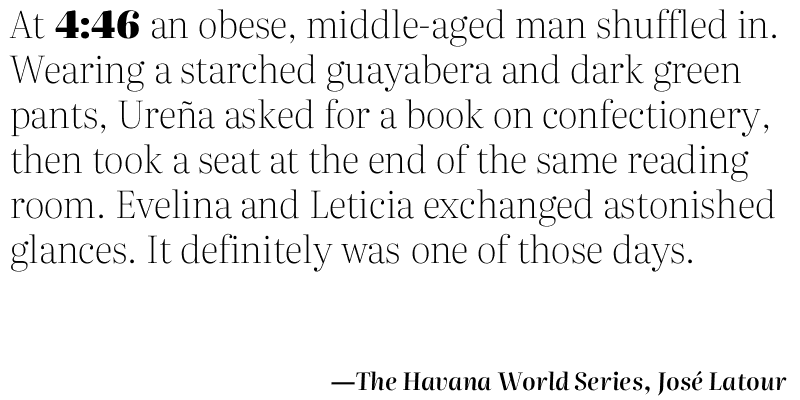 At 4:46 an obese, middle-aged man shuffled in.
Wearing a starched guayabera and dark green
pants, Ureña asked for a book on confectionery,
then took a seat at the end of the same reading
room. Evelina and Leticia exchanged astonished
glances. It definitely was one of those days.
—The Havana World Series, José Latour